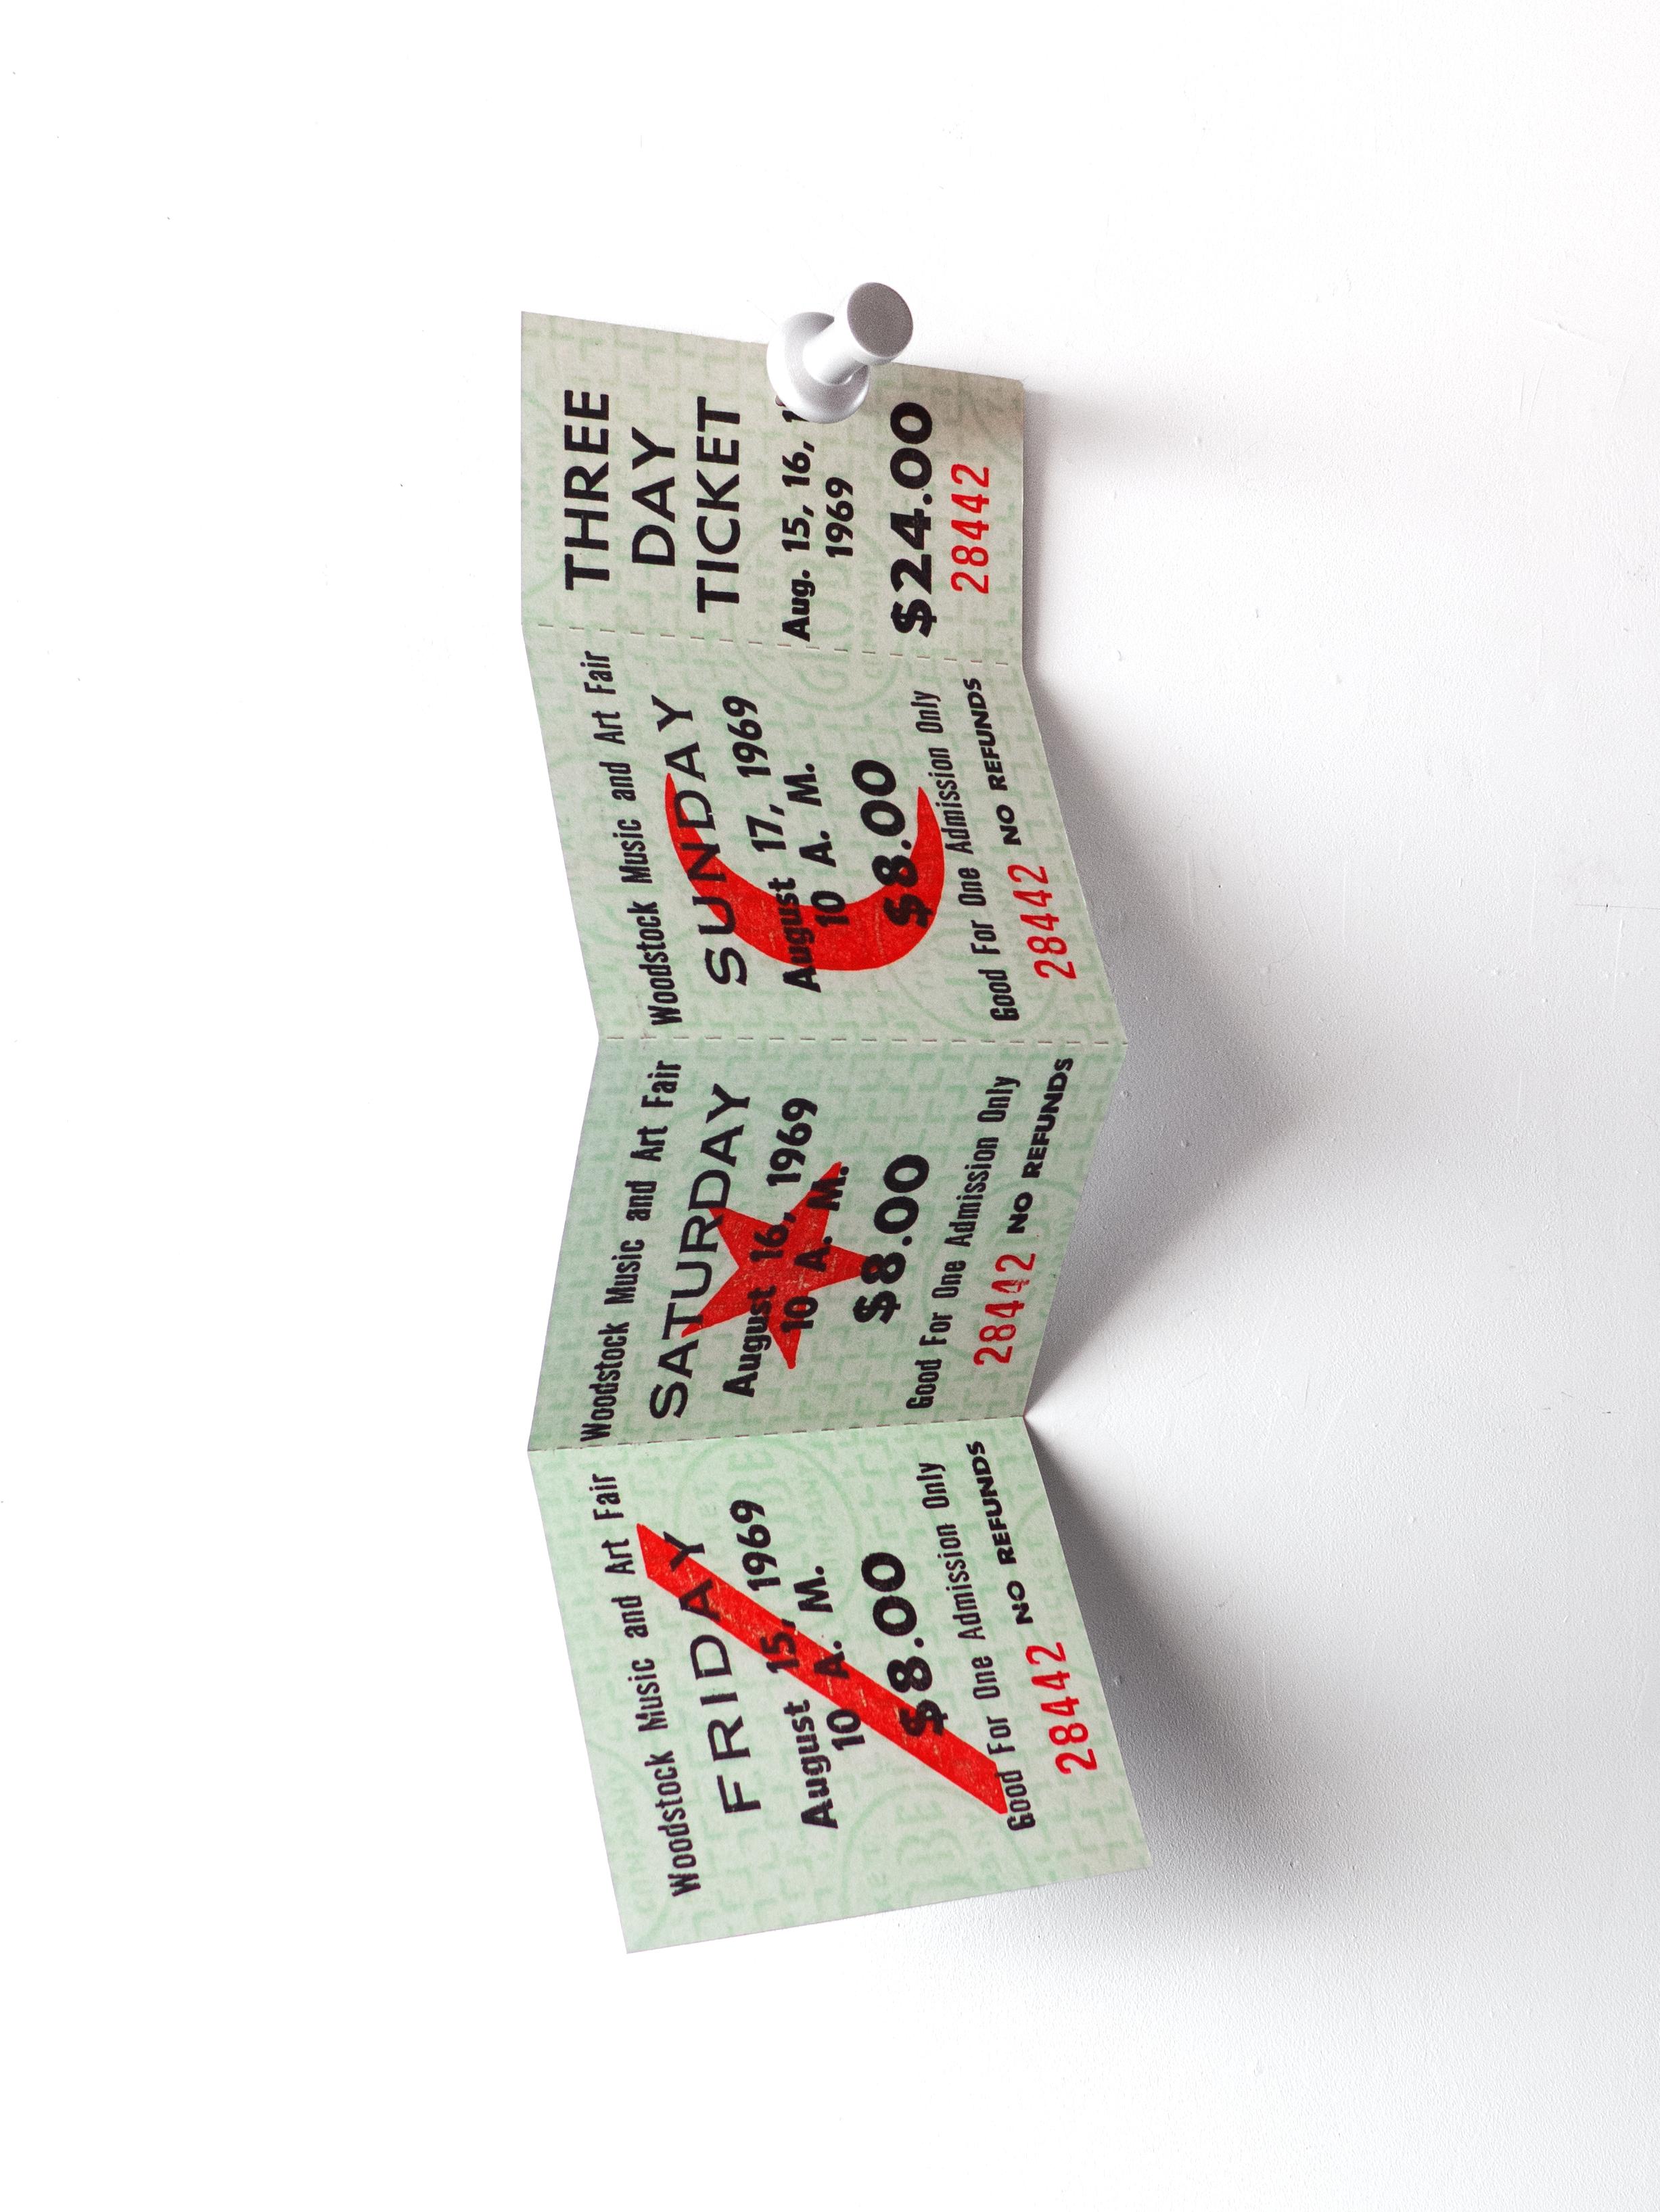 Woodstock Music and Art Fair
FRIDAY
August 15, 1969
10 A. M.
$8.00
Good For One Admission Only
28442 NO REFUNDS
Woodstock Music and Art Fair
SATURDAY
August 16, 1969
10 A. M.
$8.00
Good For One Admission Only
28442 NO REFUNDS
Woodstock Music and Art Fair
SUNDAY
August 17, 1969
10 A. M.
$8.00
Good For One Admission Only
28442 NO REFUNDS
THREE
DAY
TICKET
Aug. 15, 16,
1969
$24.00
28442